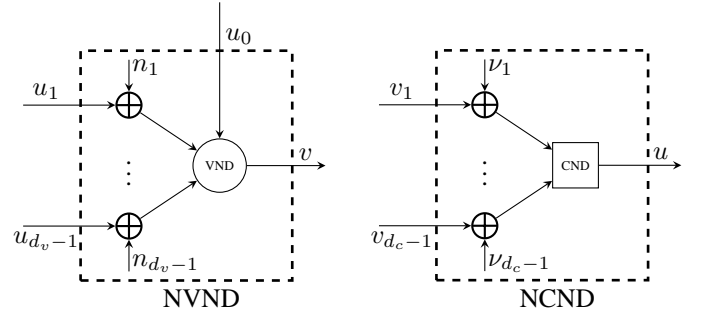 u_0
n_1
ν_1
u_1
v_1
VND
v
CND
u
⋮
⋮
u_{d_v−1}
v_{d_c−1}
n_{d_v−1}
ν_{d_c−1}
NVND
NCND